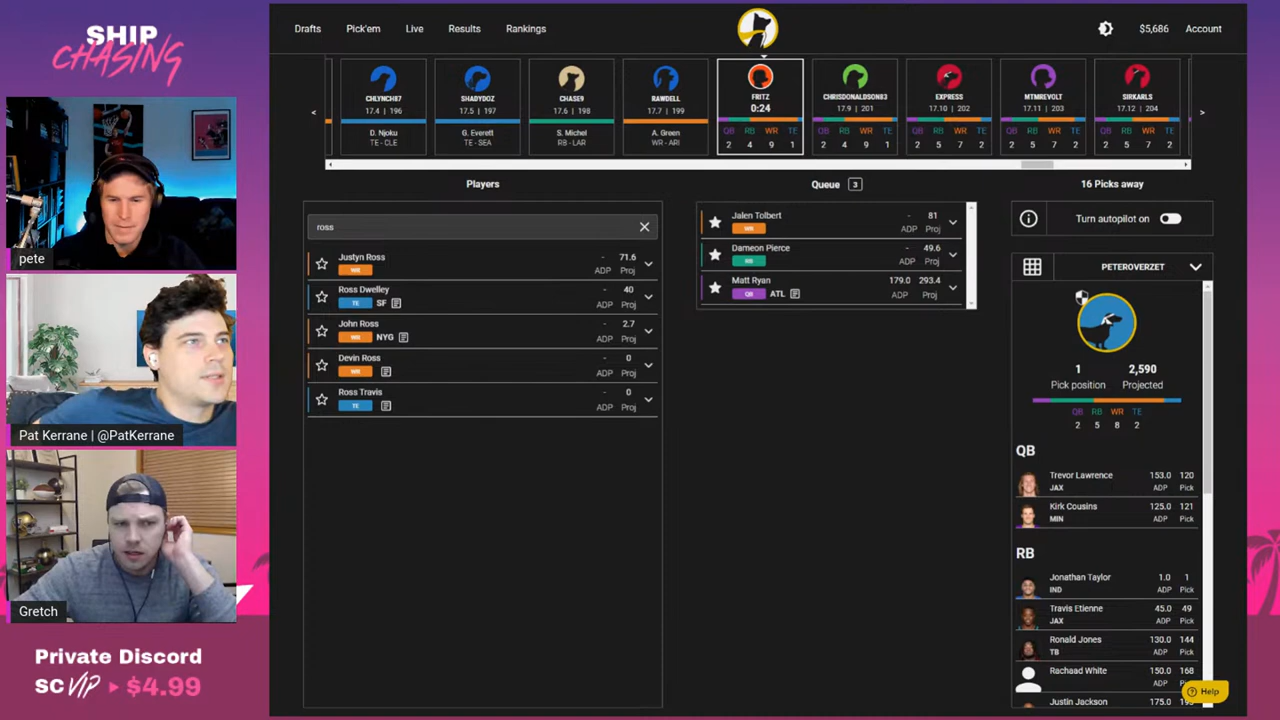 SHIP
CHASING
pete
Pat Kerrane | @PatKerrane
Gretch
Private Discord
SC VIP ▸ $4.99
Drafts Pick'em Live Results Rankings
$5,686 Account
CHLYNCH87
17.4 | 196
D. Njoku
TE - CLE
SHADYDOZ
17.5 | 197
G. Everett
TE - SEA
CHASE9
17.6 | 198
S. Michel
RB - LAR
RAWDELL
17.7 | 199
A. Green
WR - ARI
FRITZ
0:24
QB RB WR TE
2 4 9 1
CHRISDONALDSON83
17.9 | 201
QB RB WR TE
2 4 9 1
EXPRESS
17.10 | 202
QB RB WR TE
2 5 7 2
MTMREVOLT
17.11 | 203
QB RB WR TE
2 5 7 2
SIRKARLS
17.12 | 204
QB RB WR TE
2 5 7 2
Players
ross
Justyn Ross - 71.6
WR ADP Proj
Ross Dwelley - 40
TE SF ADP Proj
John Ross - 2.7
WR NYG ADP Proj
Devin Ross - 0
WR ADP Proj
Ross Travis - 0
TE ADP Proj
Queue 3
Jalen Tolbert - 81
WR ADP Proj
Dameon Pierce - 49.6
RB ADP Proj
Matt Ryan 179.0 293.4
QB ATL ADP Proj
16 Picks away
Turn autopilot on
PETEROVERZET
1 2,590
Pick position Projected
QB RB WR TE
2 5 8 2
QB
Trevor Lawrence 153.0 120
JAX ADP Pick
Kirk Cousins 125.0 121
MIN ADP Pick
RB
Jonathan Taylor 1.0 1
IND ADP Pick
Travis Etienne 45.0 49
JAX ADP Pick
Ronald Jones 130.0 144
TB ADP Pick
Rachaad White 150.0 168
ADP Pick
Justin Jackson 175.0
Help